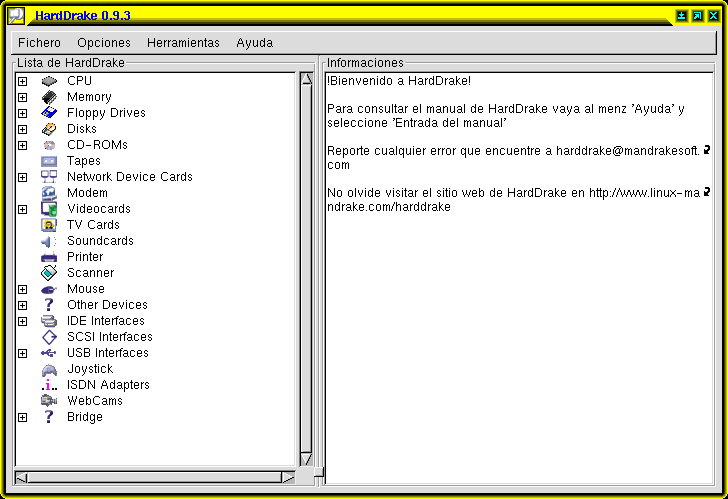 HardDrake 0.9.3
Fichero Opciones Herramientas Ayuda
Lista de HardDrake
CPU
Memory
Floppy Drives
Disks
CD-ROMs
Tapes
Network Device Cards
Modem
Videocards
TV Cards
Soundcards
Printer
Scanner
Mouse
Other Devices
IDE Interfaces
SCSI Interfaces
USB Interfaces
Joystick
ISDN Adapters
WebCams
Bridge
Informaciones
!Bienvenido a HardDrake!
Para consultar el manual de HardDrake vaya al menz 'Ayuda' y
seleccione 'Entrada del manual'
Reporte cualquier error que encuentre a harddrake@mandrakesoft.
com
No olvide visitar el sitio web de HardDrake en http://www.linux-ma
ndrake.com/harddrake